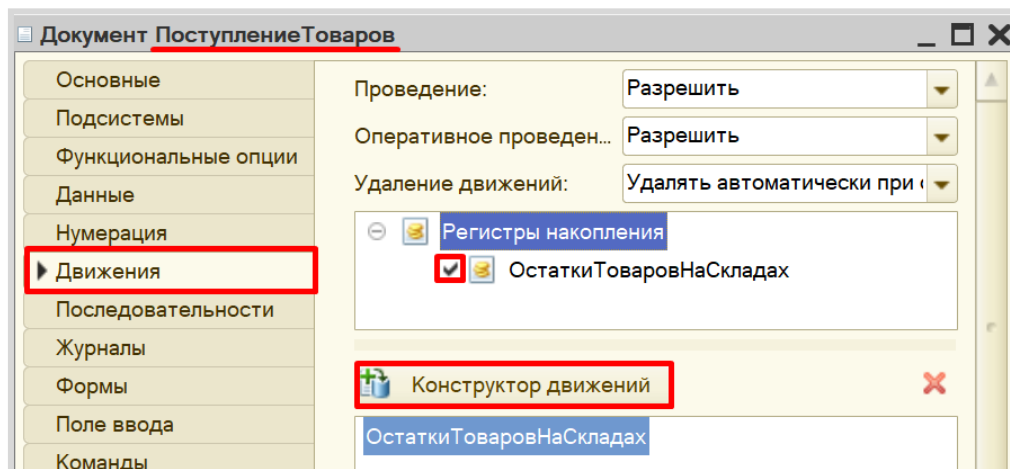 Документ ПоступлениеТоваров
Основные
Подсистемы
Функциональные опции
Данные
Нумерация
Движения
Последовательности
Журналы
Формы
Поле ввода
Команды
Проведение: Разрешить
Оперативное проведен... Разрешить
Удаление движений: Удалять автоматически при
Регистры накопления
ОстаткиТоваровНаСкладах
Конструктор движений
ОстаткиТоваровНаСкладах